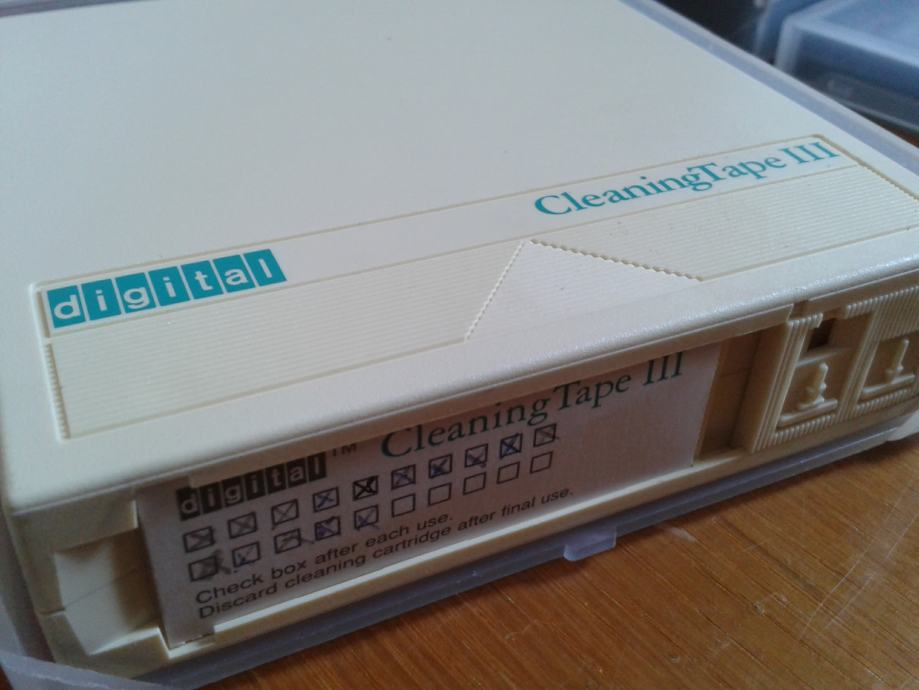 digital
CleaningTape III
digital™ CleaningTape III
Check box after each use.
Discard cleaning cartridge after final use.